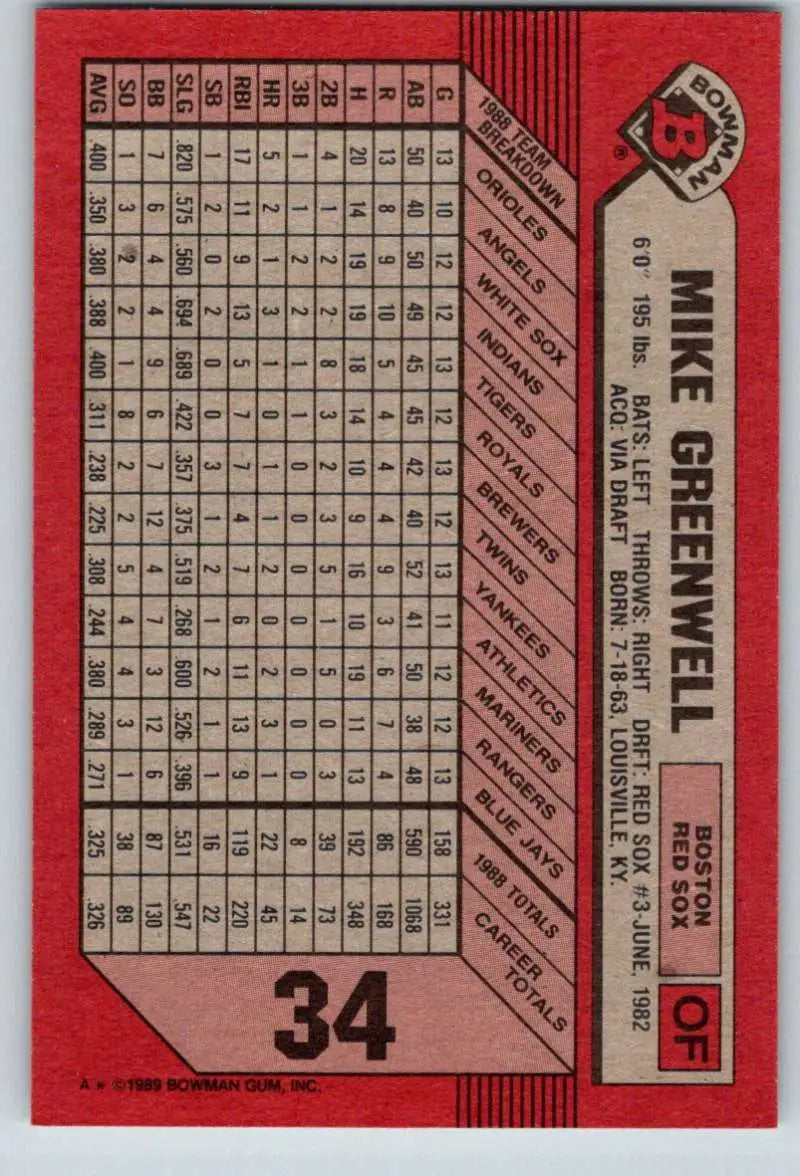 BOWMAN
B
®
MIKE GREENWELL
BOSTON
RED SOX
OF
6'0" 195 lbs. BATS: LEFT THROWS: RIGHT DRFT: RED SOX #3-JUNE, 1982
ACQ: VIA DRAFT BORN: 7-18-63, LOUISVILLE, KY.
1988 TEAM
BREAKDOWN
ORIOLES
ANGELS
WHITE SOX
INDIANS
TIGERS
ROYALS
BREWERS
TWINS
YANKEES
ATHLETICS
MARINERS
RANGERS
BLUE JAYS
1988 TOTALS
CAREER
TOTALS
G 13 10 12 12 13 12 13 12 13 11 12 12 13 158 331
AB 50 40 50 49 45 45 42 40 52 41 50 38 48 590 1068
R 13 8 9 10 5 4 4 4 9 3 6 7 4 86 168
H 20 14 19 19 18 14 10 9 16 10 19 11 13 192 348
2B 4 1 2 2 8 3 2 3 5 1 5 0 3 39 73
3B 1 1 2 2 1 1 0 0 0 0 0 0 0 8 14
HR 5 2 1 3 1 0 1 1 2 0 2 3 1 22 45
RBI 17 11 9 13 5 7 7 4 7 6 11 13 9 119 220
SB 1 2 0 2 0 0 3 1 2 1 2 1 1 16 22
SLG .820 .575 .560 .694 .689 .422 .357 .375 .519 .268 .600 .526 .396 .531 .547
BB 7 6 4 4 9 6 7 12 4 7 3 12 6 87 130
SO 1 3 2 2 1 8 2 2 5 4 4 3 1 38 89
AVG .400 .350 .380 .388 .400 .311 .238 .225 .308 .244 .380 .289 .271 .325 .326
34
A * ©1989 BOWMAN GUM, INC.